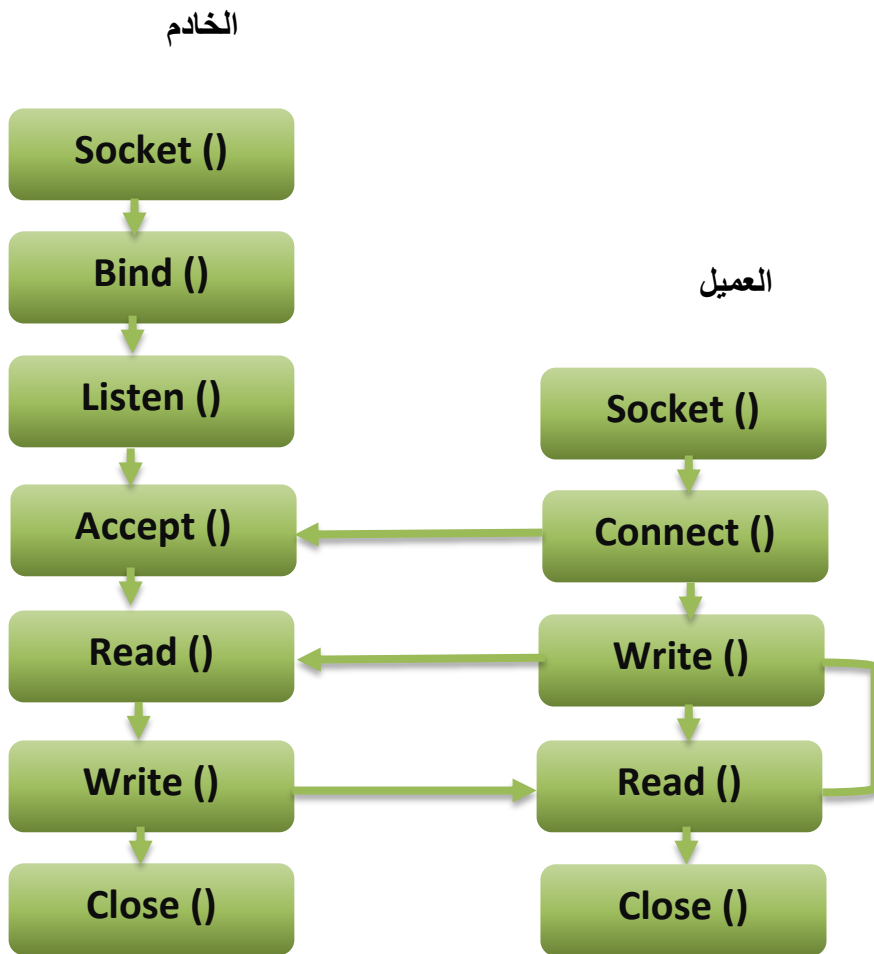 الخادم
Socket ()
Bind ()
Listen ()
Accept ()
Read ()
Write ()
Close ()
العميل
Socket ()
Connect ()
Write ()
Read ()
Close ()